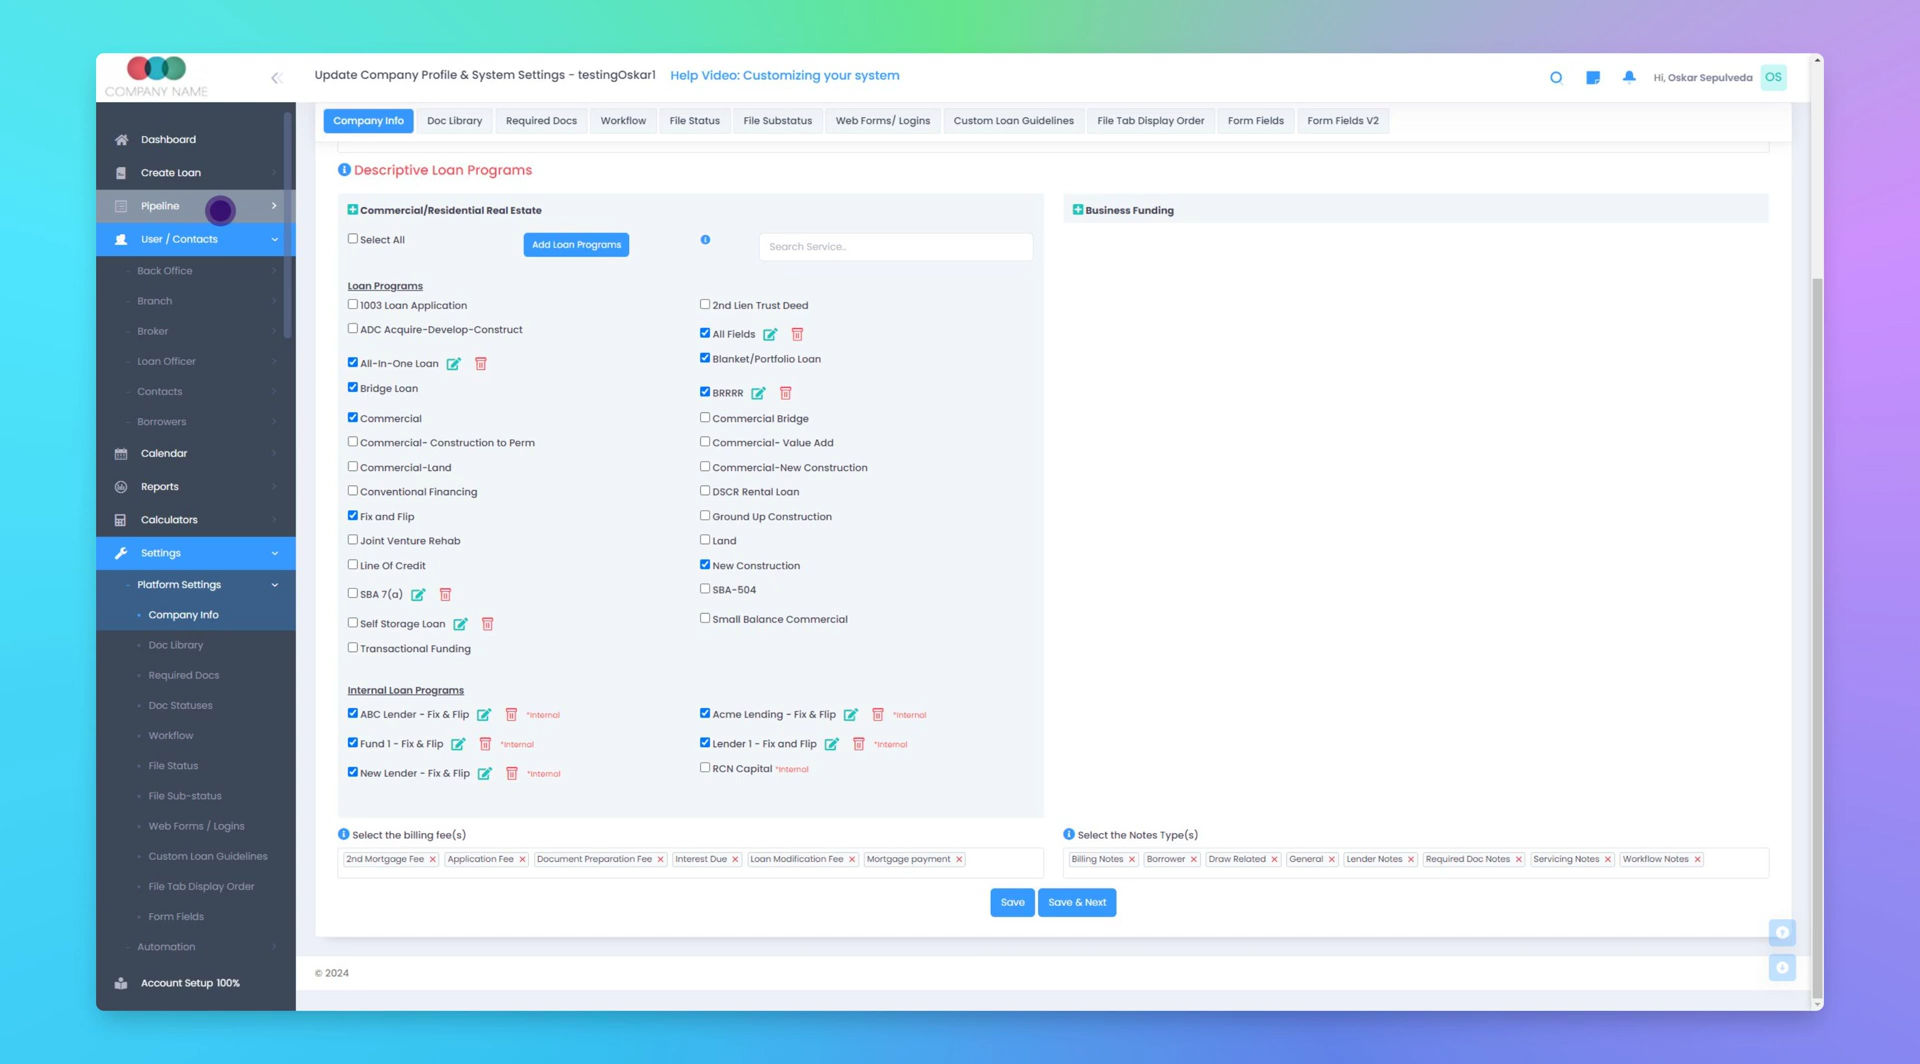 COMPANY NAME
Update Company Profile & System Settings - testingOskar1 Help Video: Customizing your system
Hi, Oskar Sepulveda OS
Company Info Doc Library Required Docs Workflow File Status File Substatus Web Forms/ Logins Custom Loan Guidelines File Tab Display Order Form Fields Form Fields V2
Dashboard
Create Loan
Pipeline
User / Contacts
Back Office
Branch
Broker
Loan Officer
Contacts
Borrowers
Calendar
Reports
Calculators
Settings
Platform Settings
Company Info
Doc Library
Required Docs
Doc Statuses
Workflow
File Status
File Sub-status
Web Forms / Logins
Custom Loan Guidelines
File Tab Display Order
Form Fields
Automation
Account Setup 100%
Descriptive Loan Programs
Commercial/Residential Real Estate
Business Funding
Select All Add Loan Programs Search Service..
Loan Programs
1003 Loan Application 2nd Lien Trust Deed
ADC Acquire-Develop-Construct All Fields
All-In-One Loan Blanket/Portfolio Loan
Bridge Loan BRRRR
Commercial Commercial Bridge
Commercial- Construction to Perm Commercial- Value Add
Commercial-Land Commercial-New Construction
Conventional Financing DSCR Rental Loan
Fix and Flip Ground Up Construction
Joint Venture Rehab Land
Line Of Credit New Construction
SBA 7(a) SBA-504
Self Storage Loan Small Balance Commercial
Transactional Funding
Internal Loan Programs
ABC Lender - Fix & Flip *Internal Acme Lending - Fix & Flip *Internal
Fund 1 - Fix & Flip *Internal Lender 1 - Fix and Flip *Internal
New Lender - Fix & Flip *Internal RCN Capital *Internal
Select the billing fee(s)
2nd Mortgage Fee Application Fee Document Preparation Fee Interest Due Loan Modification Fee Mortgage payment
Select the Notes Type(s)
Billing Notes Borrower Draw Related General Lender Notes Required Doc Notes Servicing Notes Workflow Notes
Save Save & Next
© 2024